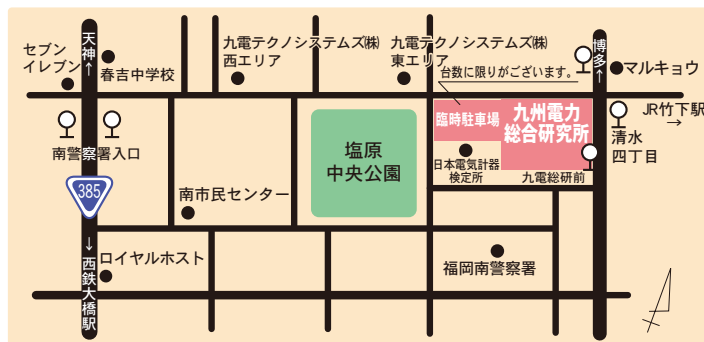 天神↑
セブン
イレブン
春吉中学校
九電テクノシステムズ(株)
西エリア
九電テクノシステムズ(株)
東エリア
台数に限りがございます。
博多↑
マルキョウ
JR竹下駅
→
南警察署入口
塩原
中央公園
臨時駐車場
九州電力
総合研究所
清水
四丁目
日本電気計器
検定所
九電総研前
385
南市民センター
↓西鉄大橋駅
ロイヤルホスト
福岡南警察署